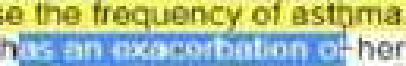 se the frequency of asthma
has an exacerbation of her